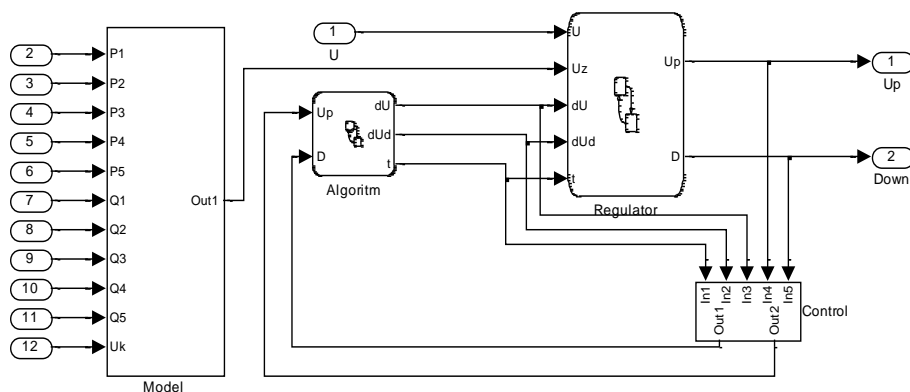 2
3
4
5
6
7
8
9
10
11
12
P1
P2
P3
P4
P5
Q1
Q2
Q3
Q4
Q5
Uk
Out1
Model
1
U
Up
D
dU
dUd
t
Algoritm
U
Uz
dU
dUd
t
Up
D
Regulator
1
Up
2
Down
In1
In2
In3
In4
In5
Out1
Out2
Control